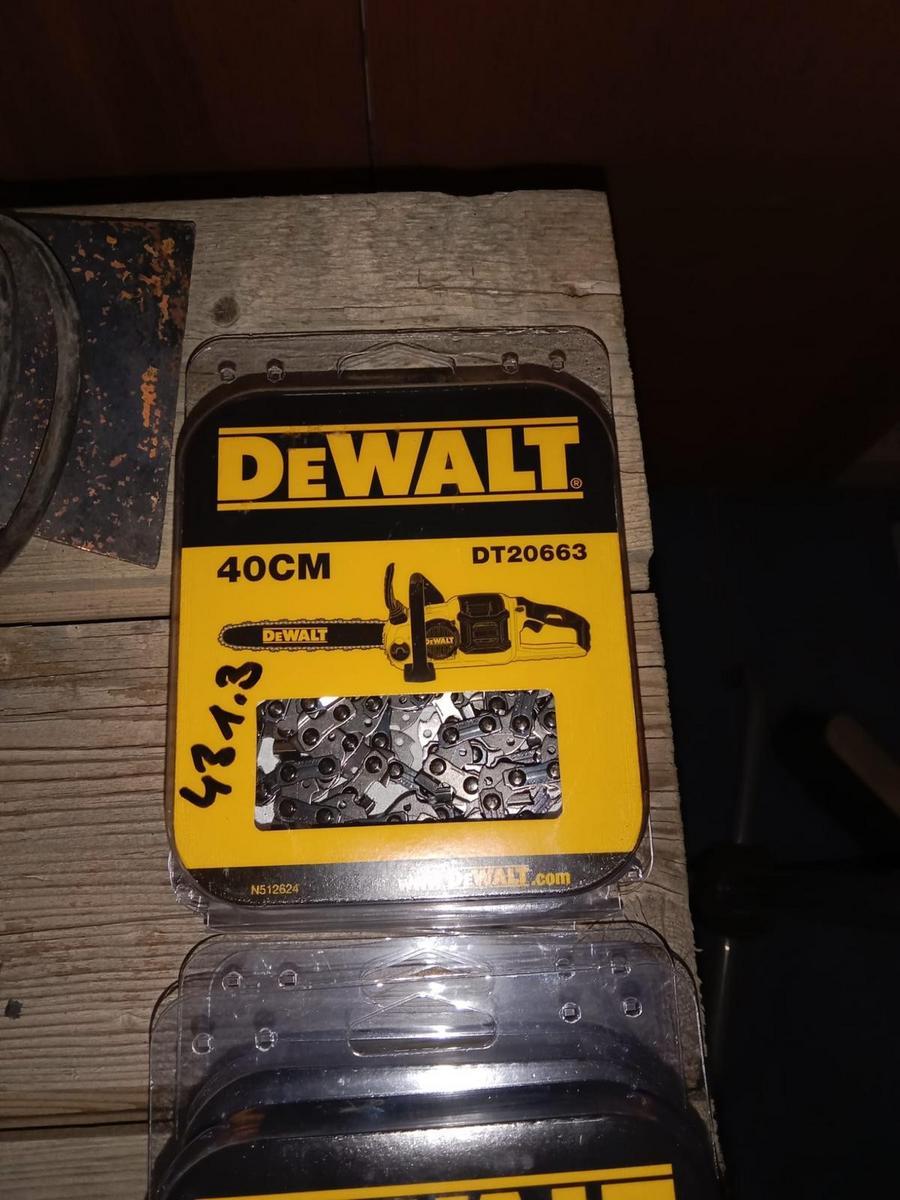 DEWALT®
40CM
DT20663
DEWALT
DEWALT
431.3
N512624
www.DEWALT.com